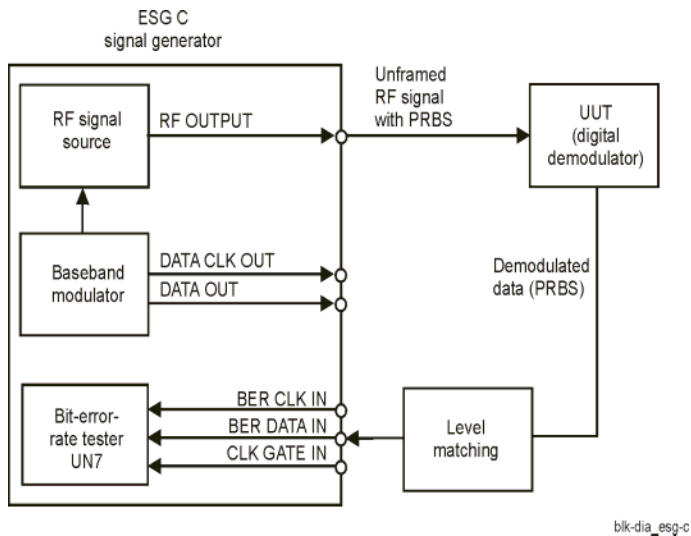 ESG C
signal generator
RF signal
source
RF OUTPUT
Unframed
RF signal
with PRBS
UUT
(digital
demodulator)
Baseband
modulator
DATA CLK OUT
DATA OUT
Demodulated
data (PRBS)
Bit-error-
rate tester
UN7
BER CLK IN
BER DATA IN
CLK GATE IN
Level
matching
blk-dia_esg-c